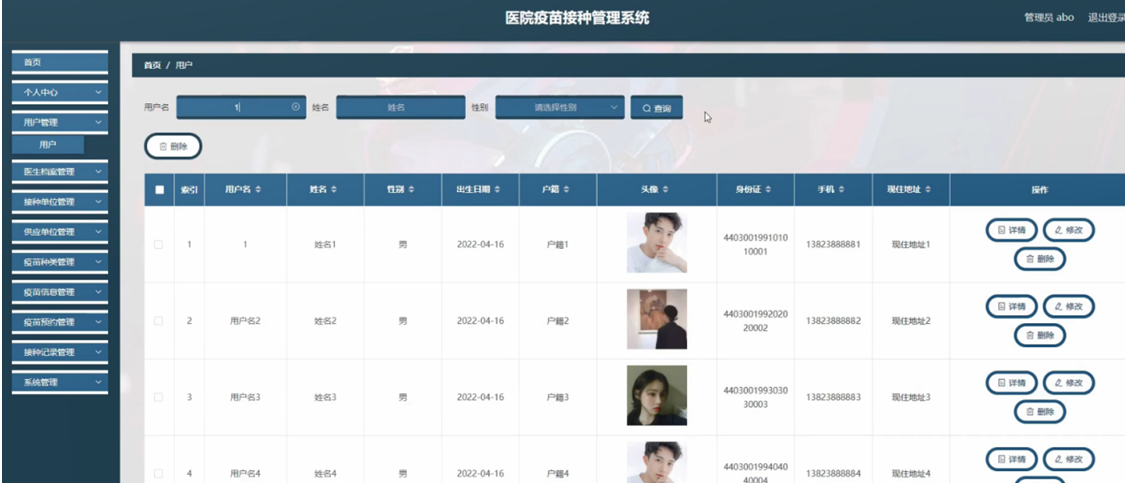 医院疫苗接种管理系统
管理员 abo 退出登录
首页
个人中心
用户管理
用户
医生档案管理
接种单位管理
供应单位管理
疫苗种类管理
疫苗信息管理
疫苗预约管理
接种记录管理
系统管理
首页 / 用户
用户名 1 姓名 姓名 性别 请选择性别 查询
删除
索引 用户名 姓名 性别 出生日期 户籍 头像 身份证 手机 现住地址 操作
1 1 姓名1 男 2022-04-16 户籍1 4403001991010 13823888881 现住地址1 详情 修改
10001 删除
2 用户名2 姓名2 男 2022-04-16 户籍2 4403001992020 13823888882 现住地址2 详情 修改
20002 删除
3 用户名3 姓名3 男 2022-04-16 户籍3 4403001993030 13823888883 现住地址3 详情 修改
30003 删除
4 用户名4 姓名4 男 2022-04-16 户籍4 4403001994040 13823888884 现住地址4 详情 修改
40004